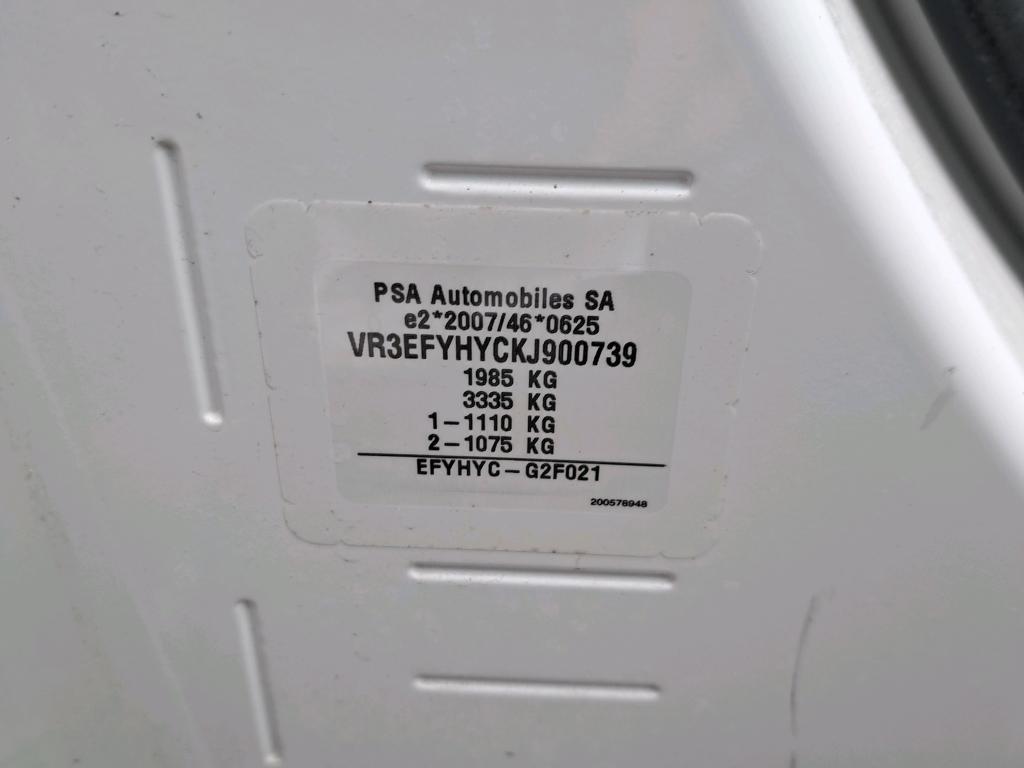 PSA Automobiles SA
e2*2007/46*0625
VR3EFYHYCKJ900739
1985 KG
3335 KG
1-1110 KG
2-1075 KG
EFYHYC-G2F021
200578948